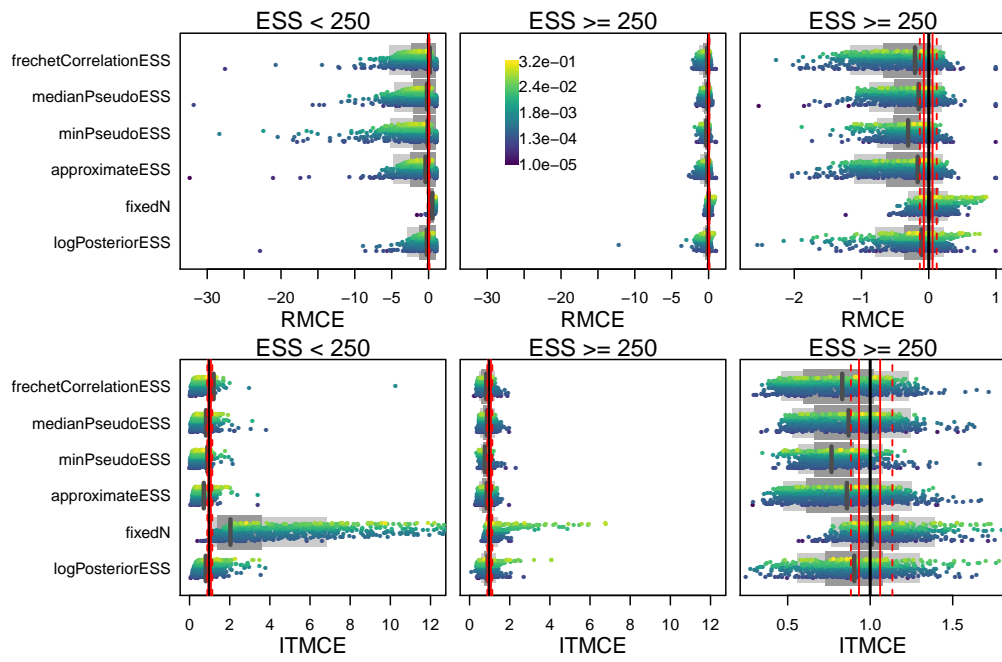 ESS < 250
ESS >= 250
ESS >= 250
frechetCorrelationESS
medianPseudoESS
minPseudoESS
approximateESS
fixedN
logPosteriorESS
3.2e−01
2.4e−02
1.8e−03
1.3e−04
1.0e−05
−30 −20 −15 −10 −5 0
−30 −20 −15 −10 −5 0
−2 −1 0 1
RMCE
RMCE
RMCE
ESS < 250
ESS >= 250
ESS >= 250
frechetCorrelationESS
medianPseudoESS
minPseudoESS
approximateESS
fixedN
logPosteriorESS
0 2 4 6 8 10 12
0 2 4 6 8 10 12
0.5 1.0 1.5
ITMCE
ITMCE
ITMCE